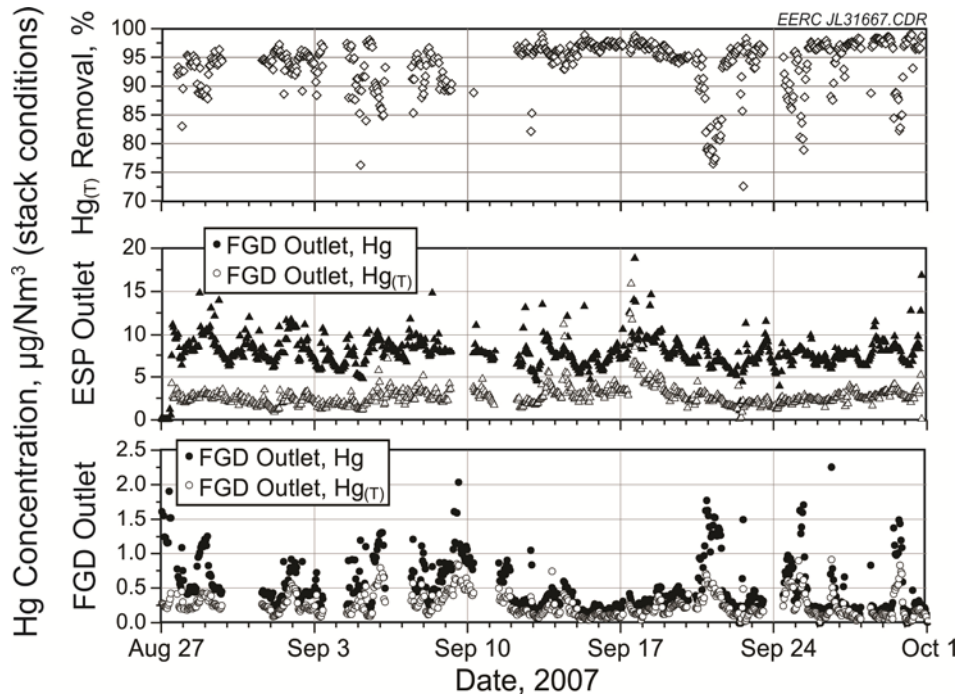 EERC JL31667.CDR
Hg Concentration, µg/Nm³ (stack conditions)
Hg(T) Removal, %
100
95
90
85
80
75
70
ESP Outlet
20
15
10
5
0
● FGD Outlet, Hg
○ FGD Outlet, Hg(T)
FGD Outlet
2.5
2.0
1.5
1.0
0.5
0.0
● FGD Outlet, Hg
○ FGD Outlet, Hg(T)
Aug 27 Sep 3 Sep 10 Sep 17 Sep 24 Oct 1
Date, 2007